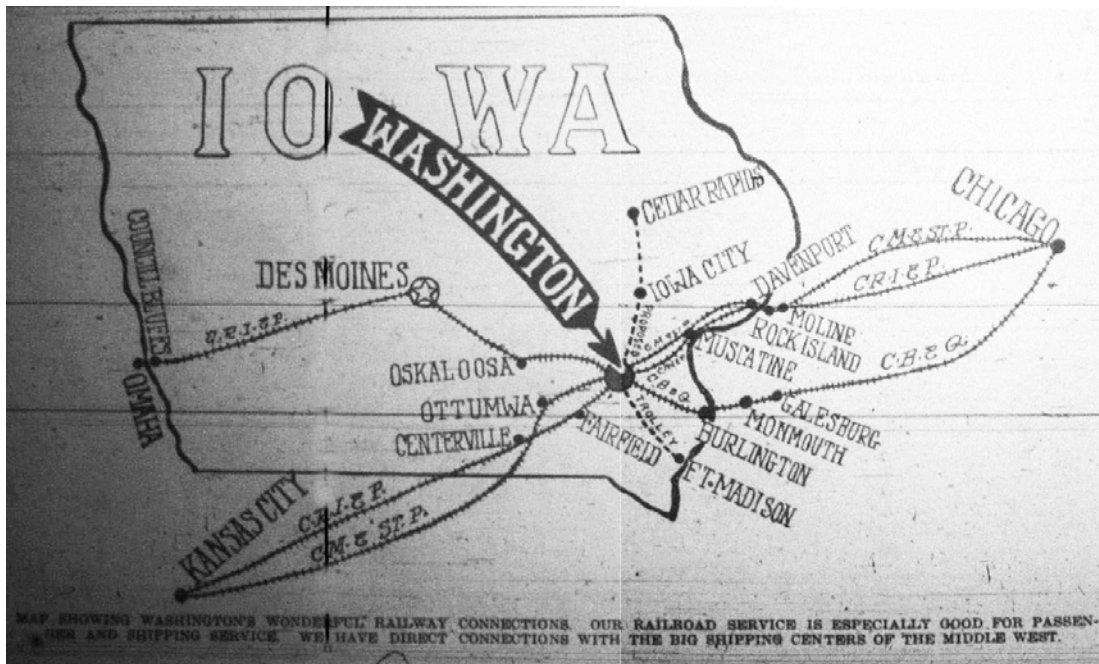 IOWA
WASHINGTON
CEDAR RAPIDS
CHICAGO
COUNCIL BLUFFS
DES MOINES
IOWA CITY
DAVENPORT
C.M.& ST.P.
C.R.I.& P.
C.R.I.& P.
PROPOSED
C.M.
MOLINE
ROCK ISLAND
MUSCATINE
C.B.& Q.
OMAHA
OSKALOOSA
C.B.& Q.
TROLLEY
OTTUMWA
GALESBURG
MONMOUTH
CENTERVILLE
FAIRFIELD
BURLINGTON
FT. MADISON
KANSAS CITY
C.R.I.& P.
C.M.& ST. P.
MAP SHOWING WASHINGTON'S WONDERFUL RAILWAY CONNECTIONS. OUR RAILROAD SERVICE IS ESPECIALLY GOOD FOR PASSEN-
GER AND SHIPPING SERVICE. WE HAVE DIRECT CONNECTIONS WITH THE BIG SHIPPING CENTERS OF THE MIDDLE WEST.